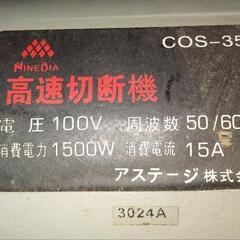 COS-35
NINEDIA
高速切断機
電 圧 100V 周波数 50/60
消費電力 1500W 消費電流 15A
アステージ株式会
3024A